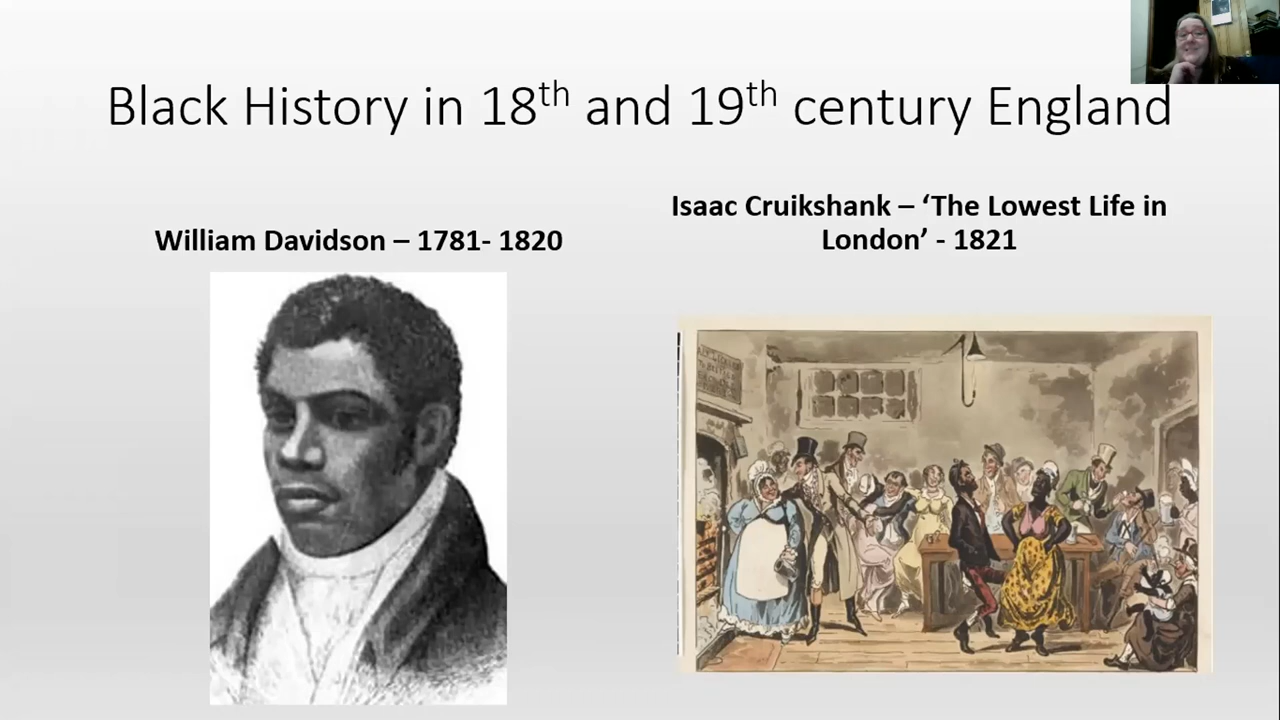 Black History in 18th and 19th century England
William Davidson – 1781- 1820
Isaac Cruikshank – ‘The Lowest Life in
London’ - 1821